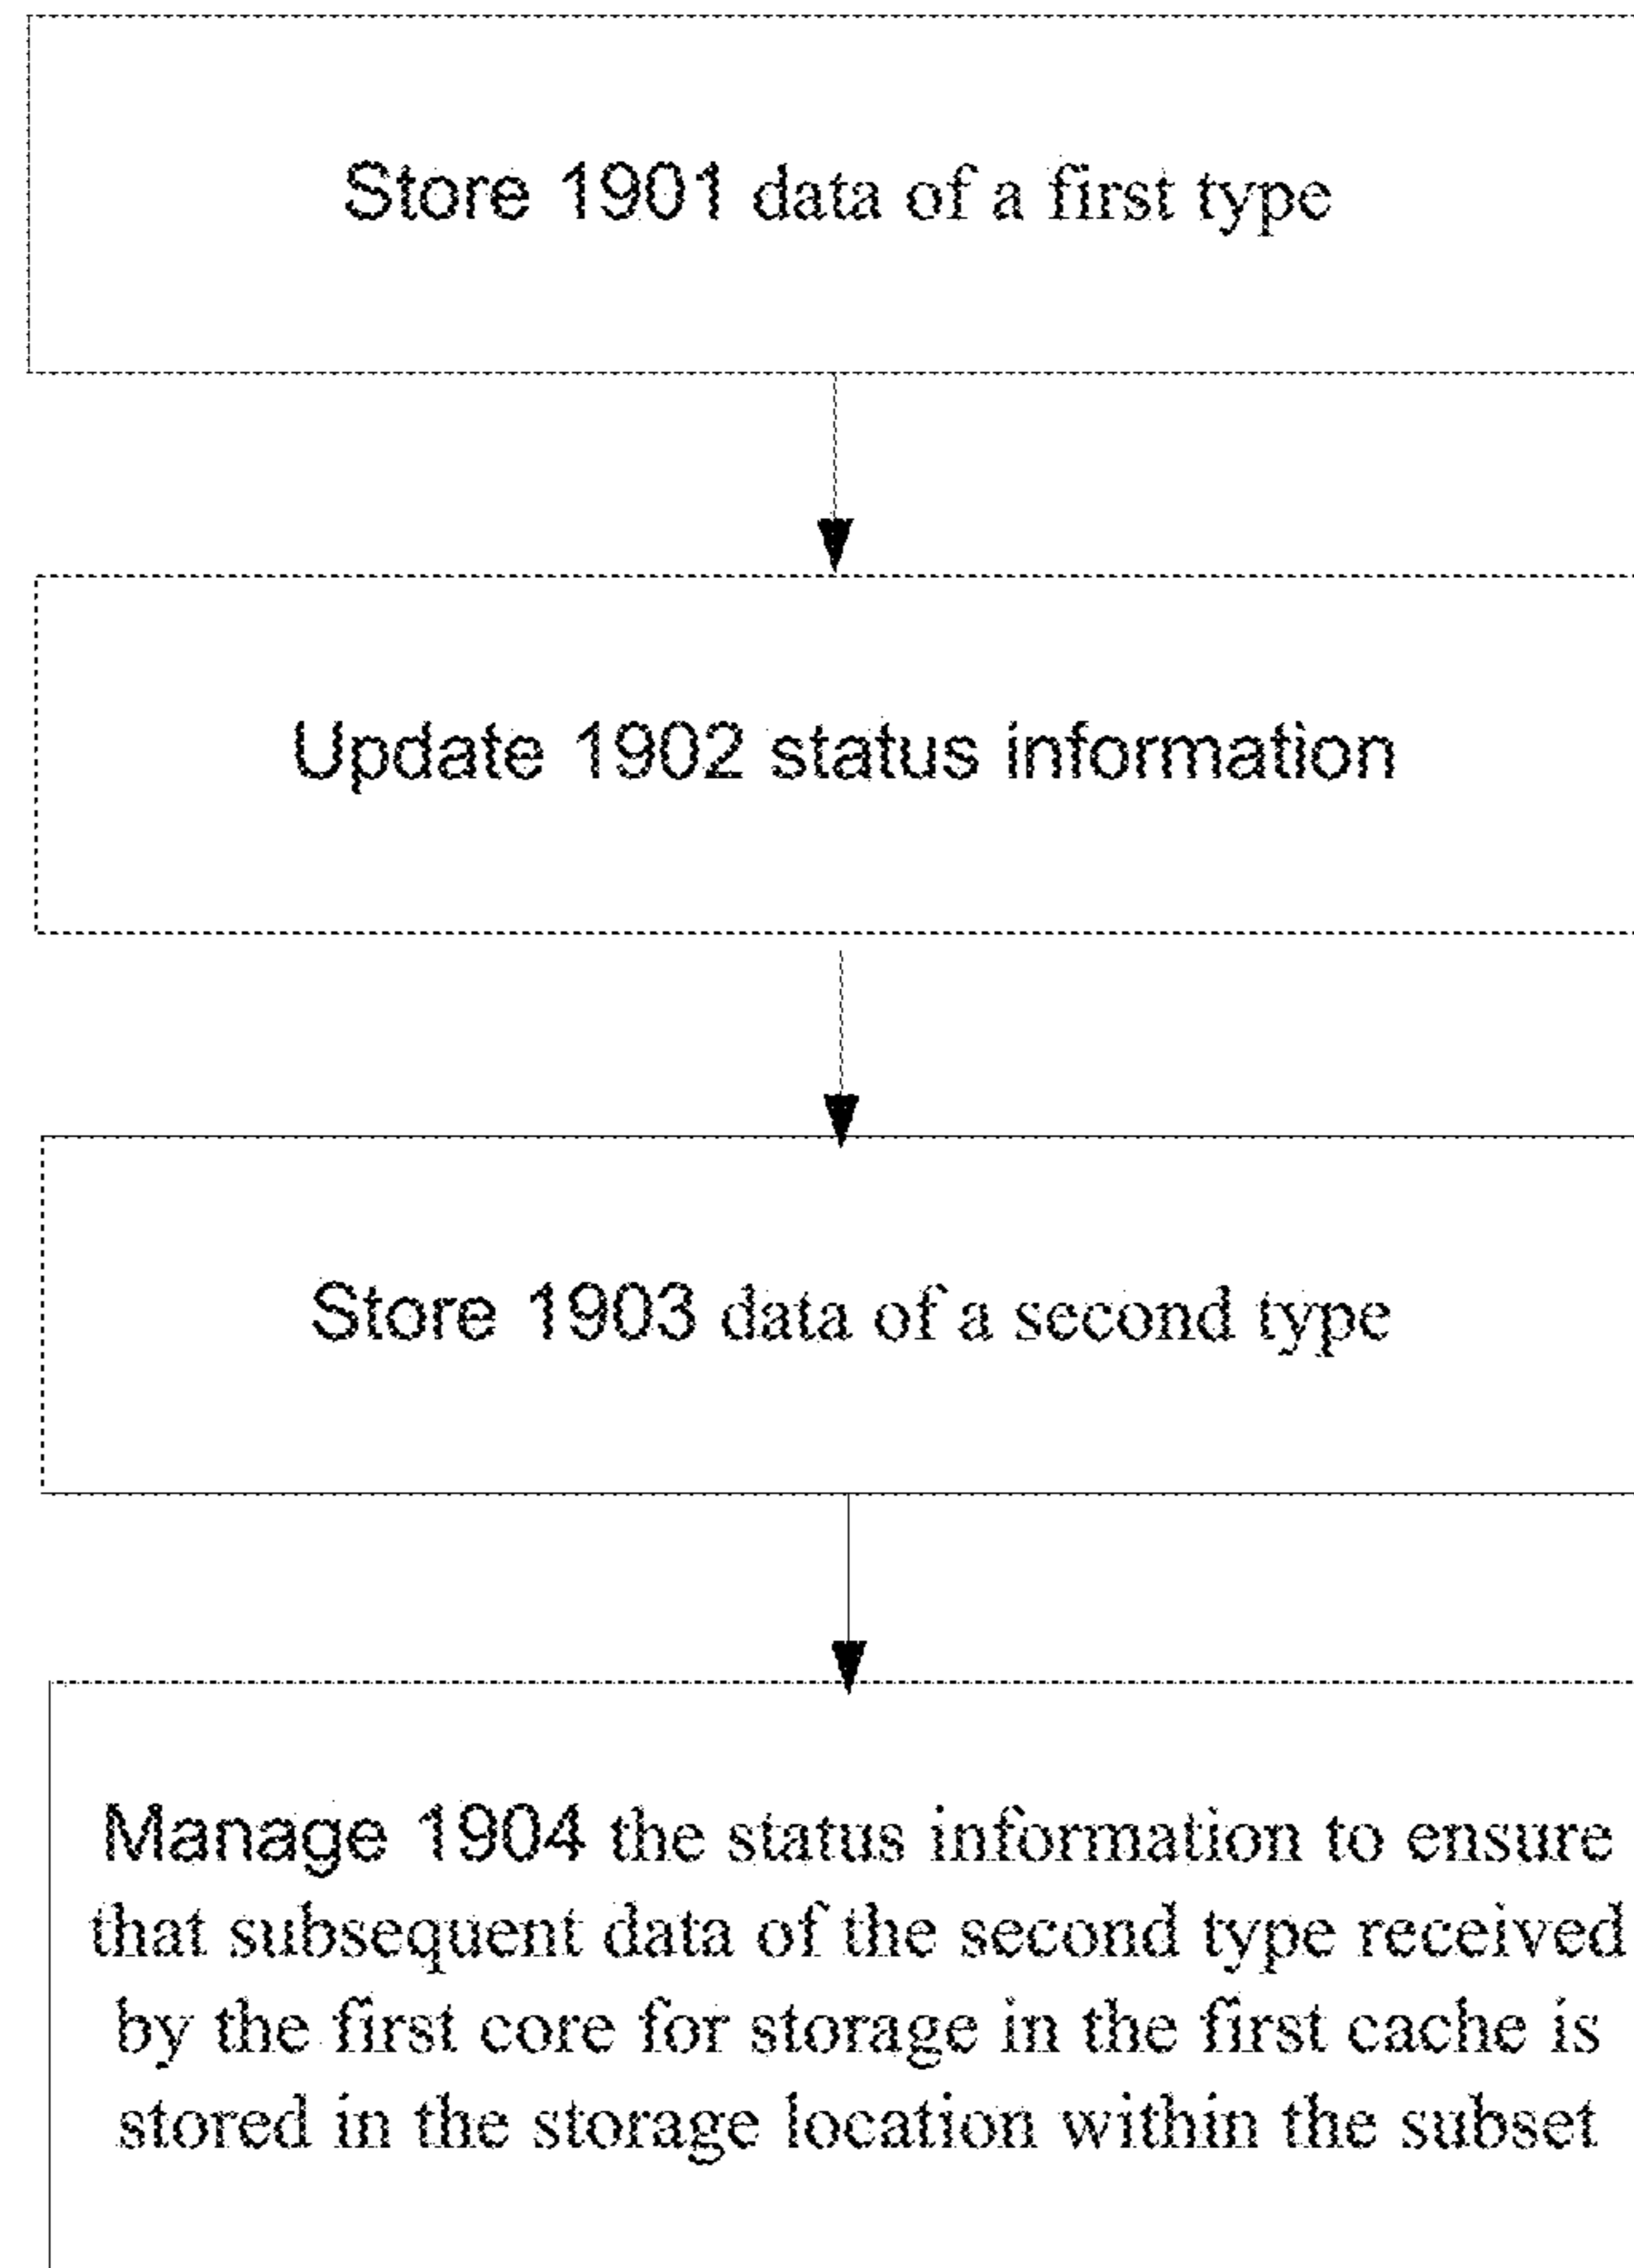 Store 1901 data of a first type
Update 1902 status information
Store 1903 data of a second type
Manage 1904 the status information to ensure
that subsequent data of the second type received
by the first core for storage in the first cache is
stored in the storage location within the subset